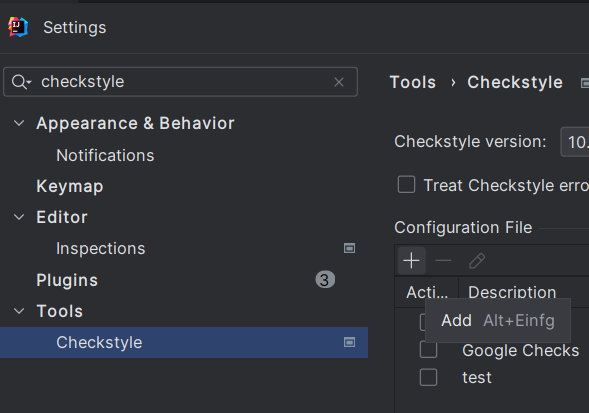 Settings
checkstyle
Appearance & Behavior
Notifications
Keymap
Editor
Inspections
Plugins 3
Tools
Checkstyle
Tools › Checkstyle
Checkstyle version: 10.
Treat Checkstyle erro
Configuration File
Acti... Description
Add Alt+Einfg
Google Checks
test